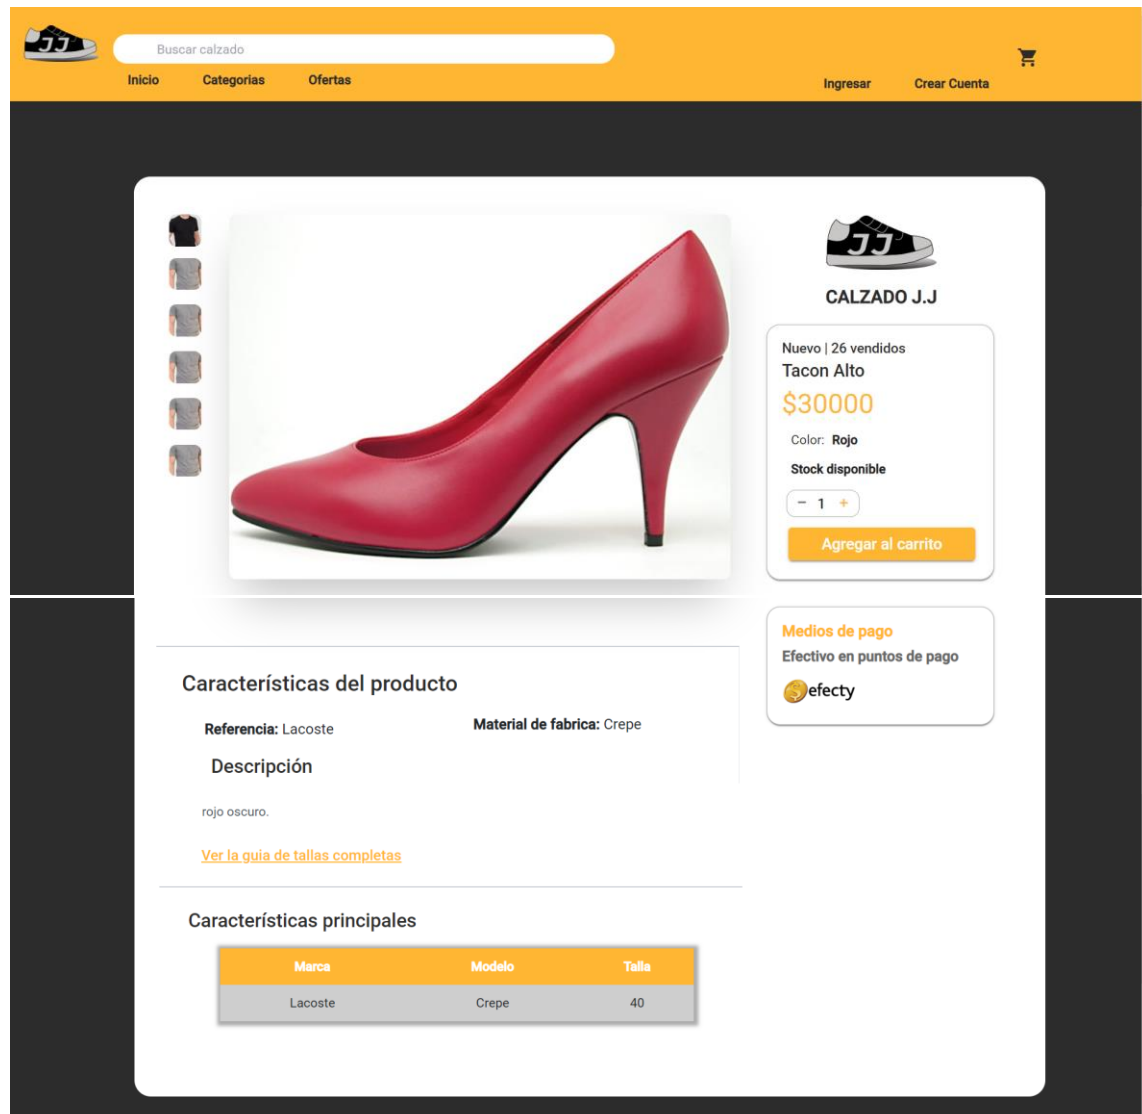 JJ
Buscar calzado
Inicio Categorias Ofertas
Ingresar Crear Cuenta
JJ
CALZADO J.J
Nuevo | 26 vendidos
Tacon Alto
$30000
Color: Rojo
Stock disponible
− 1 +
Agregar al carrito
Medios de pago
Efectivo en puntos de pago
$ efecty
Características del producto
Referencia: Lacoste Material de fabrica: Crepe
Descripción
rojo oscuro.
Ver la guia de tallas completas
Características principales
Marca Modelo Talla
Lacoste Crepe 40